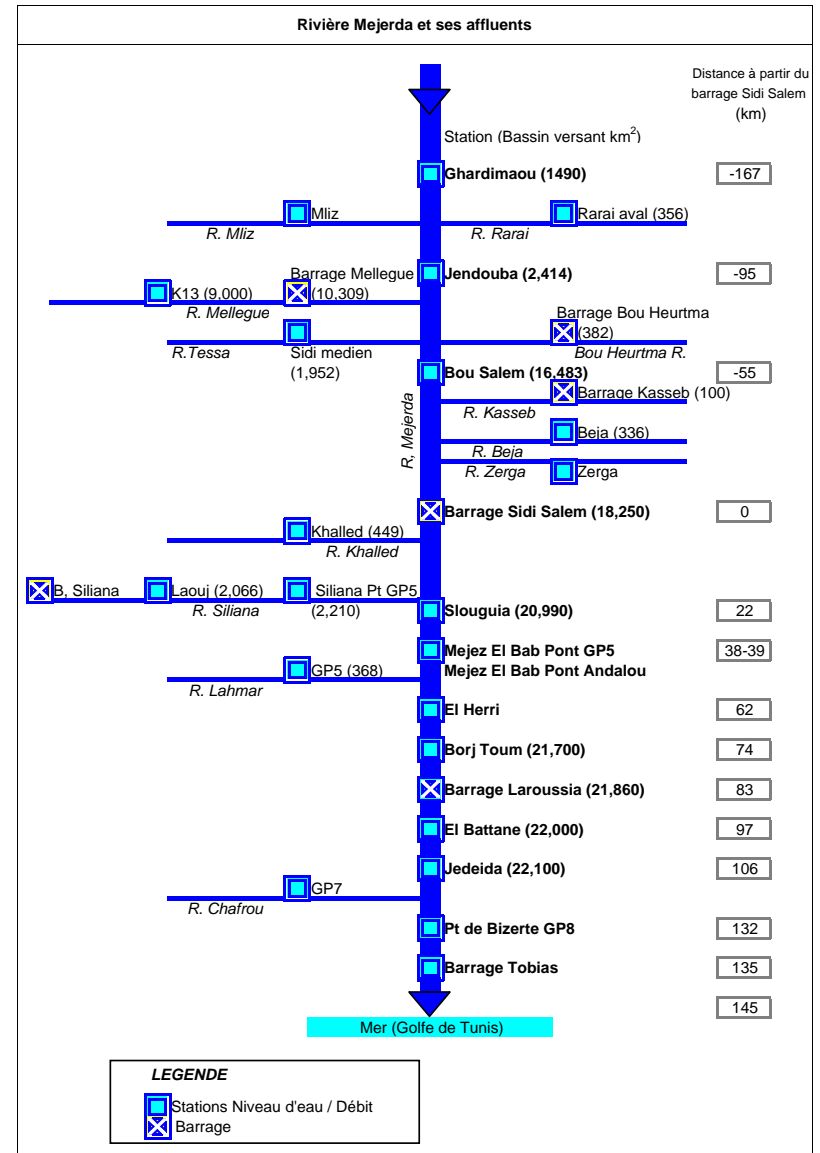 Rivière Mejerda et ses affluents
Distance à partir du
barrage Sidi Salem
(km)
Station (Bassin versant km²)
Ghardimaou (1490)
-167
Mliz
Rarai aval (356)
R. Mliz
R. Rarai
Barrage Mellegue
(10,309)
Jendouba (2,414)
-95
K13 (9,000)
R. Mellegue
Barrage Bou Heurtma
(382)
R.Tessa
Sidi medien
(1,952)
Bou Heurtma R.
Bou Salem (16,483)
-55
Barrage Kasseb (100)
R. Kasseb
R, Mejerda
Beja (336)
R. Beja
R. Zerga
Zerga
Barrage Sidi Salem (18,250)
0
Khalled (449)
R. Khalled
B, Siliana
Laouj (2,066)
Siliana Pt GP5
(2,210)
R. Siliana
Slouguia (20,990)
22
Mejez El Bab Pont GP5
38-39
Mejez El Bab Pont Andalou
GP5 (368)
R. Lahmar
El Herri
62
Borj Toum (21,700)
74
Barrage Laroussia (21,860)
83
El Battane (22,000)
97
Jedeida (22,100)
106
GP7
R. Chafrou
Pt de Bizerte GP8
132
Barrage Tobias
135
145
Mer (Golfe de Tunis)
LEGENDE
Stations Niveau d'eau / Débit
Barrage